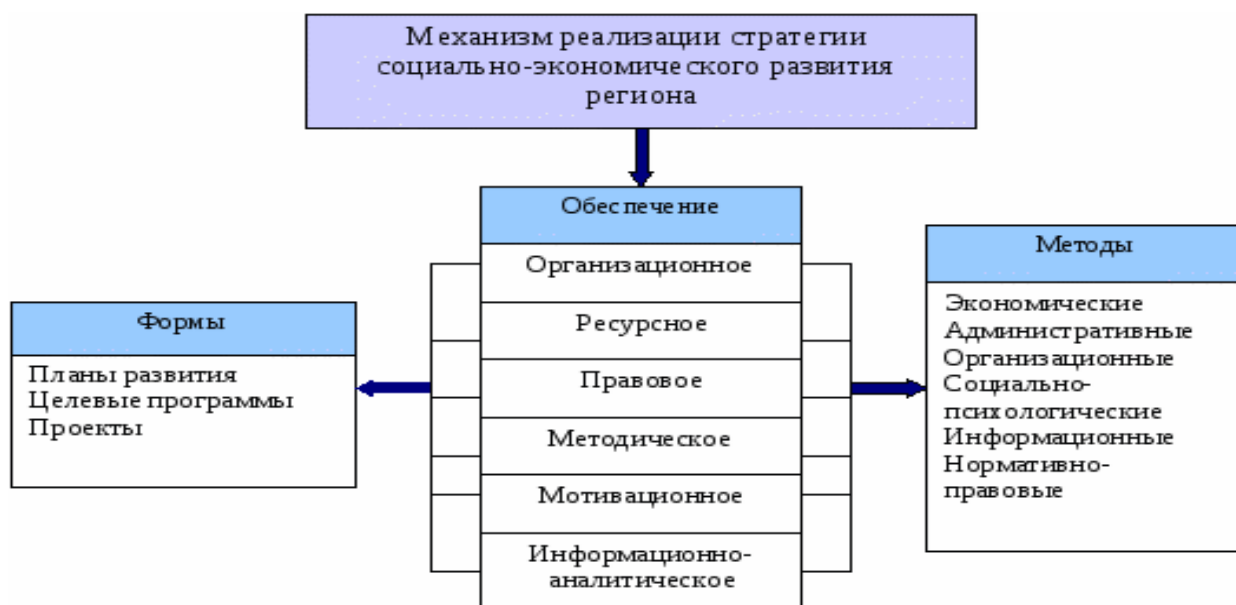 Механизм реализации стратегии
социально-экономического развития
региона
Обеспечение
Организационное
Ресурсное
Правовое
Методическое
Мотивационное
Информационно-
аналитическое
Формы
Планы развития
Целевые программы
Проекты
Методы
Экономические
Административные
Организационные
Социально-
психологические
Информационные
Нормативно-
правовые